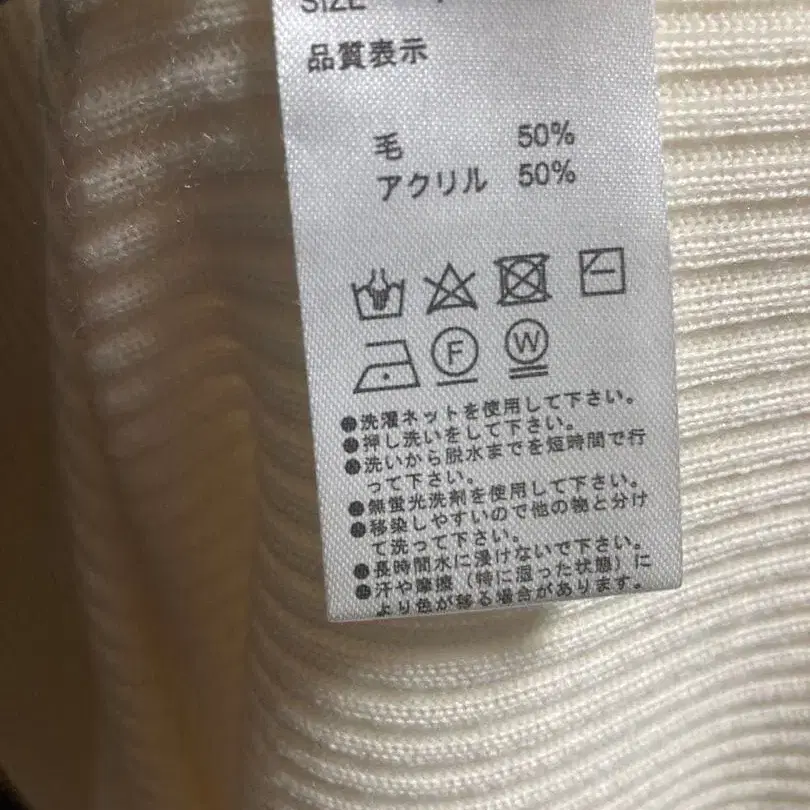 SIZE
品質表示
毛 50%
アクリル 50%
F W
●洗濯ネットを使用して下さい。
●押し洗いをして下さい。
●洗いから脱水までを短時間で行
って下さい。
●無蛍光洗剤を使用して下さい。
●移染しやすいので他の物と分け
て洗って下さい。
●長時間水に浸けないで下さい。
●汗や摩擦（特に湿った状態）に
より色が移る場合があります。